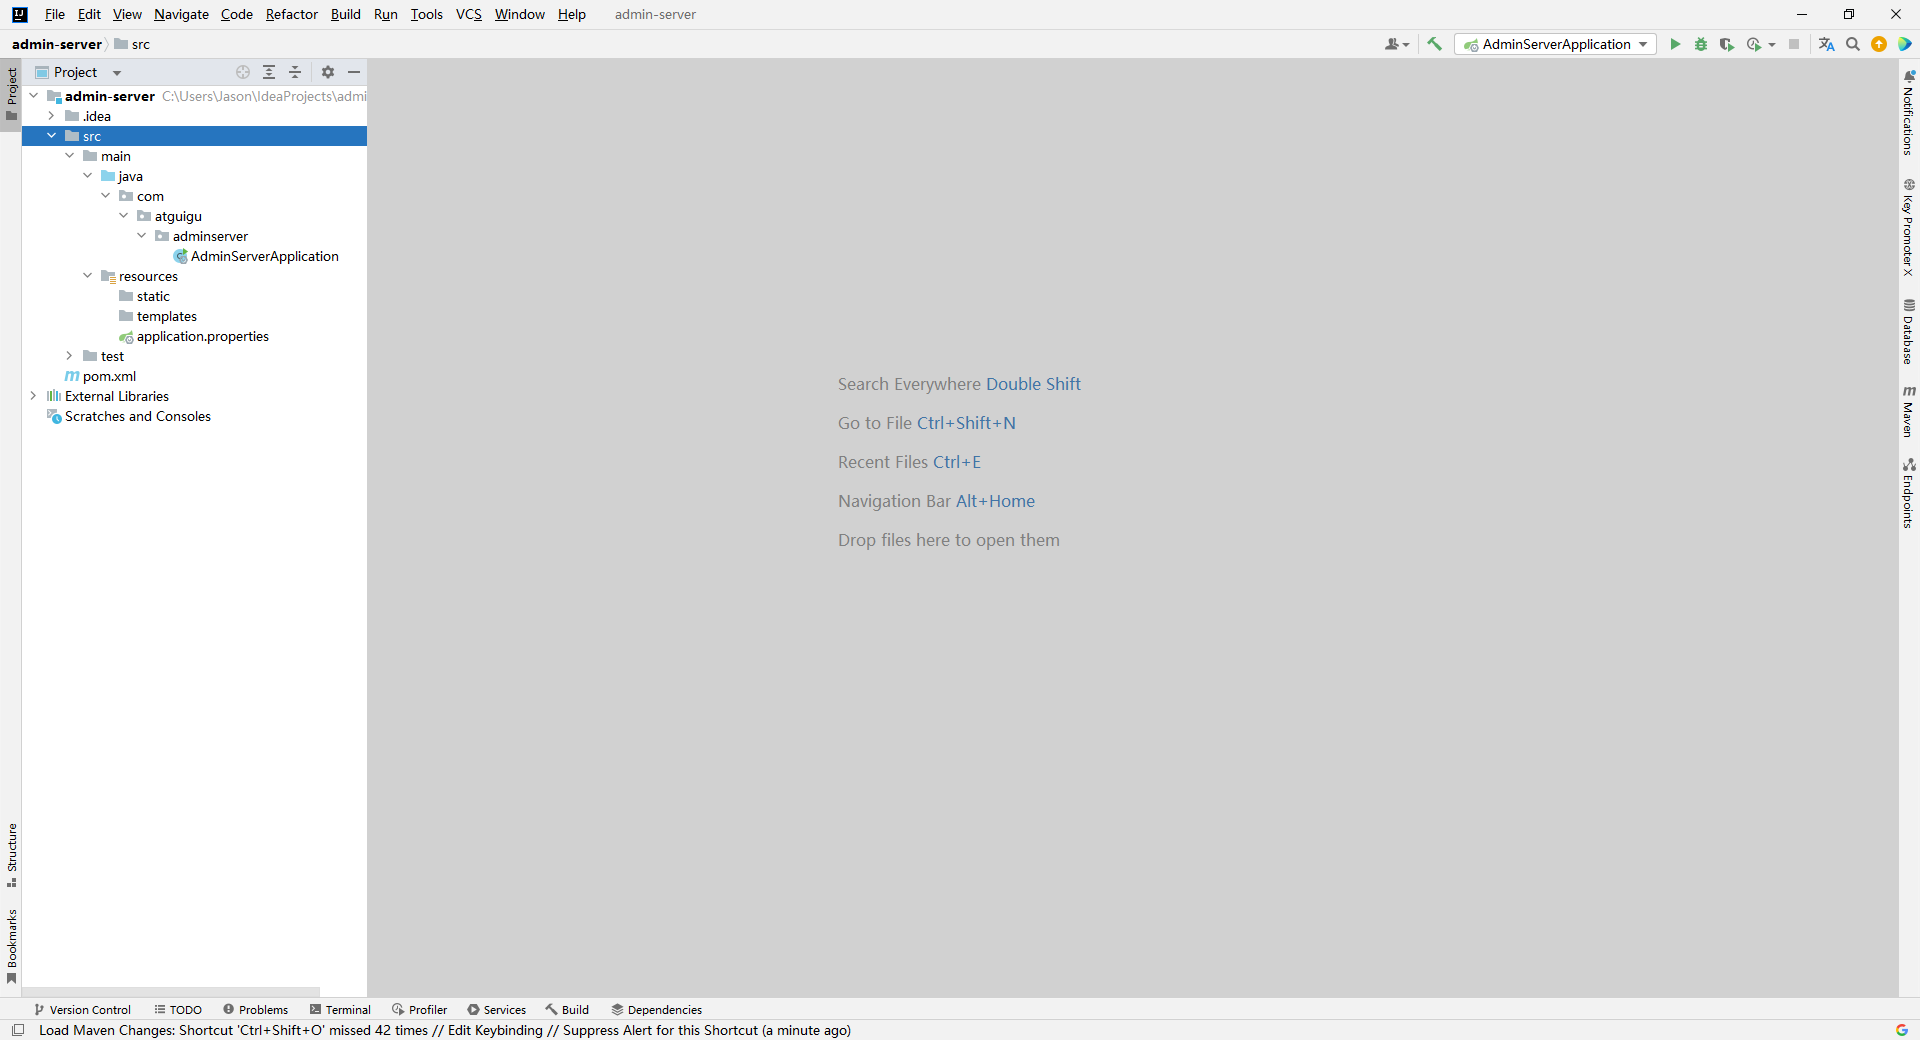 File Edit View Navigate Code Refactor Build Run Tools VCS Window Help admin-server
admin-server src
AdminServerApplication
Project
Project
admin-server C:\Users\Jason\IdeaProjects\admi
.idea
src
main
java
com
atguigu
adminserver
AdminServerApplication
resources
static
templates
application.properties
test
pom.xml
External Libraries
Scratches and Consoles
Structure
Bookmarks
Search Everywhere Double Shift
Go to File Ctrl+Shift+N
Recent Files Ctrl+E
Navigation Bar Alt+Home
Drop files here to open them
Notifications
Key Promoter X
Database
Maven
Endpoints
Version Control TODO Problems Terminal Profiler Services Build Dependencies
Load Maven Changes: Shortcut 'Ctrl+Shift+O' missed 42 times // Edit Keybinding // Suppress Alert for this Shortcut (a minute ago)